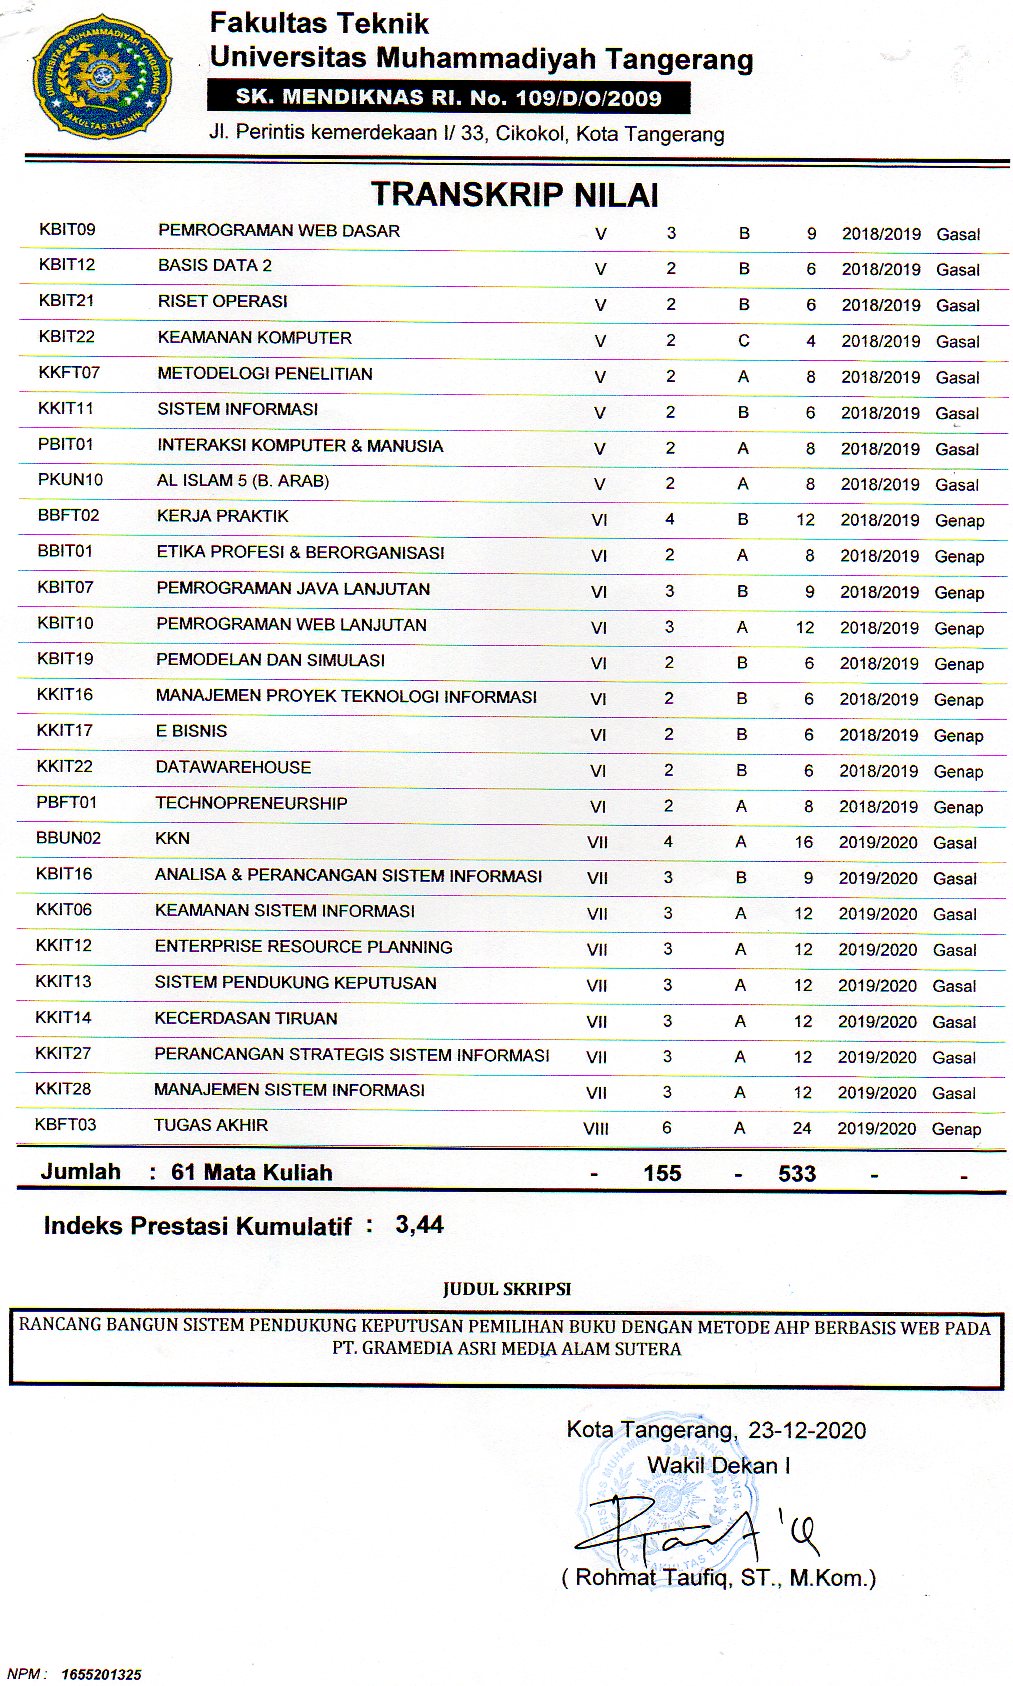 Fakultas Teknik
Universitas Muhammadiyah Tangerang
SK. MENDIKNAS RI. No. 109/D/O/2009
Jl. Perintis kemerdekaan I/ 33, Cikokol, Kota Tangerang
UNIVERSITAS MUHAMMADIYAH TANGERANG
FAKULTAS TEKNIK
TRANSKRIP NILAI
KBIT09 PEMROGRAMAN WEB DASAR V 3 B 9 2018/2019 Gasal
KBIT12 BASIS DATA 2 V 2 B 6 2018/2019 Gasal
KBIT21 RISET OPERASI V 2 B 6 2018/2019 Gasal
KBIT22 KEAMANAN KOMPUTER V 2 C 4 2018/2019 Gasal
KKFT07 METODELOGI PENELITIAN V 2 A 8 2018/2019 Gasal
KKIT11 SISTEM INFORMASI V 2 B 6 2018/2019 Gasal
PBIT01 INTERAKSI KOMPUTER & MANUSIA V 2 A 8 2018/2019 Gasal
PKUN10 AL ISLAM 5 (B. ARAB) V 2 A 8 2018/2019 Gasal
BBFT02 KERJA PRAKTIK VI 4 B 12 2018/2019 Genap
BBIT01 ETIKA PROFESI & BERORGANISASI VI 2 A 8 2018/2019 Genap
KBIT07 PEMROGRAMAN JAVA LANJUTAN VI 3 B 9 2018/2019 Genap
KBIT10 PEMROGRAMAN WEB LANJUTAN VI 3 A 12 2018/2019 Genap
KBIT19 PEMODELAN DAN SIMULASI VI 2 B 6 2018/2019 Genap
KKIT16 MANAJEMEN PROYEK TEKNOLOGI INFORMASI VI 2 B 6 2018/2019 Genap
KKIT17 E BISNIS VI 2 B 6 2018/2019 Genap
KKIT22 DATAWAREHOUSE VI 2 B 6 2018/2019 Genap
PBFT01 TECHNOPRENEURSHIP VI 2 A 8 2018/2019 Genap
BBUN02 KKN VII 4 A 16 2019/2020 Gasal
KBIT16 ANALISA & PERANCANGAN SISTEM INFORMASI VII 3 B 9 2019/2020 Gasal
KKIT06 KEAMANAN SISTEM INFORMASI VII 3 A 12 2019/2020 Gasal
KKIT12 ENTERPRISE RESOURCE PLANNING VII 3 A 12 2019/2020 Gasal
KKIT13 SISTEM PENDUKUNG KEPUTUSAN VII 3 A 12 2019/2020 Gasal
KKIT14 KECERDASAN TIRUAN VII 3 A 12 2019/2020 Gasal
KKIT27 PERANCANGAN STRATEGIS SISTEM INFORMASI VII 3 A 12 2019/2020 Gasal
KKIT28 MANAJEMEN SISTEM INFORMASI VII 3 A 12 2019/2020 Gasal
KBFT03 TUGAS AKHIR VIII 6 A 24 2019/2020 Genap
Jumlah : 61 Mata Kuliah - 155 - 533 - -
Indeks Prestasi Kumulatif : 3,44
JUDUL SKRIPSI
RANCANG BANGUN SISTEM PENDUKUNG KEPUTUSAN PEMILIHAN BUKU DENGAN METODE AHP BERBASIS WEB PADA
PT. GRAMEDIA ASRI MEDIA ALAM SUTERA
Kota Tangerang, 23-12-2020
Wakil Dekan I
( Rohmat Taufiq, ST., M.Kom.)
NPM : 1655201325